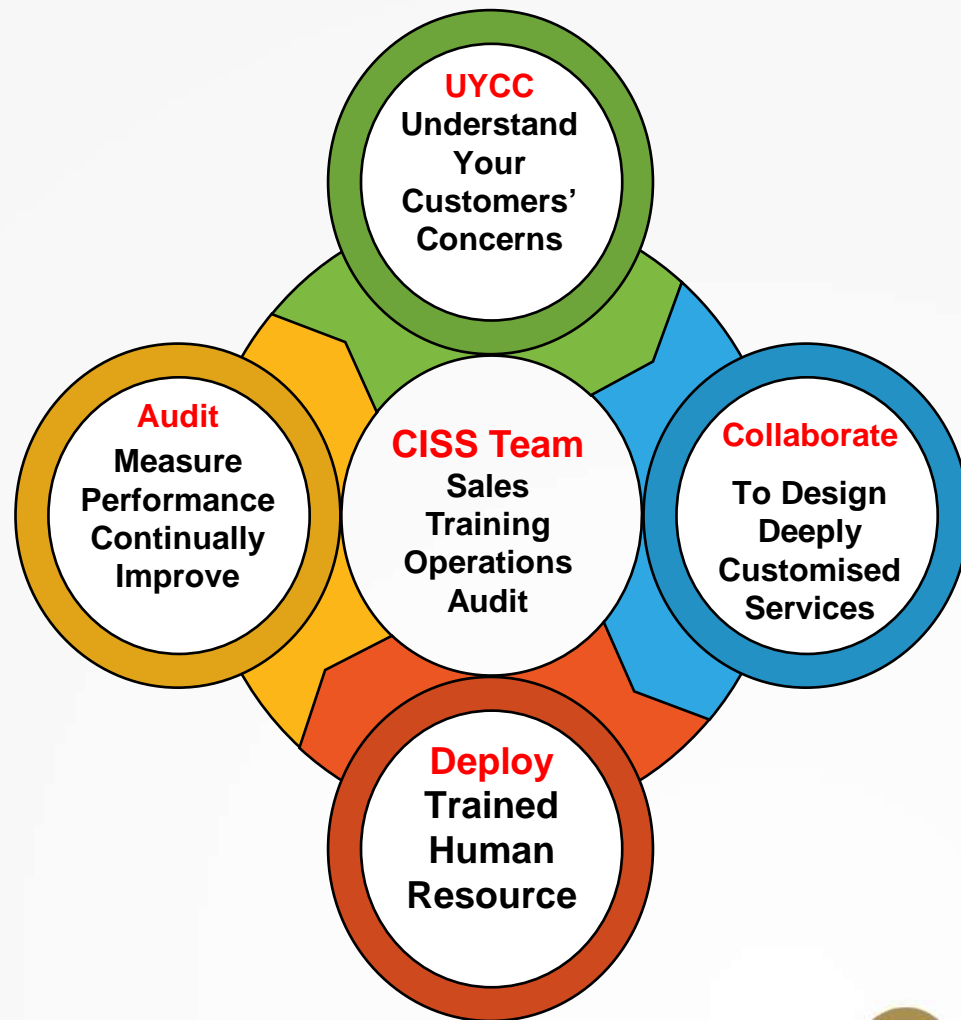 UYCC
Understand
Your
Customers’
Concerns
Audit
Measure
Performance
Continually
Improve
CISS Team
Sales
Training
Operations
Audit
Collaborate
To Design
Deeply
Customised
Services
Deploy
Trained
Human
Resource